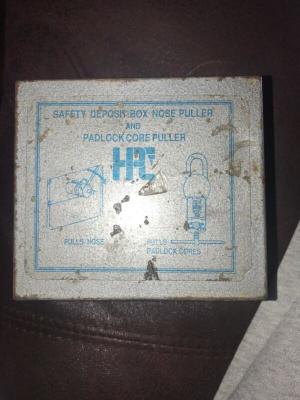 SAFETY DEPOSIT BOX NOSE PULLER
AND
PADLOCK CORE PULLER
HPC
PULLS NOSE
PULLS
PADLOCK CORES